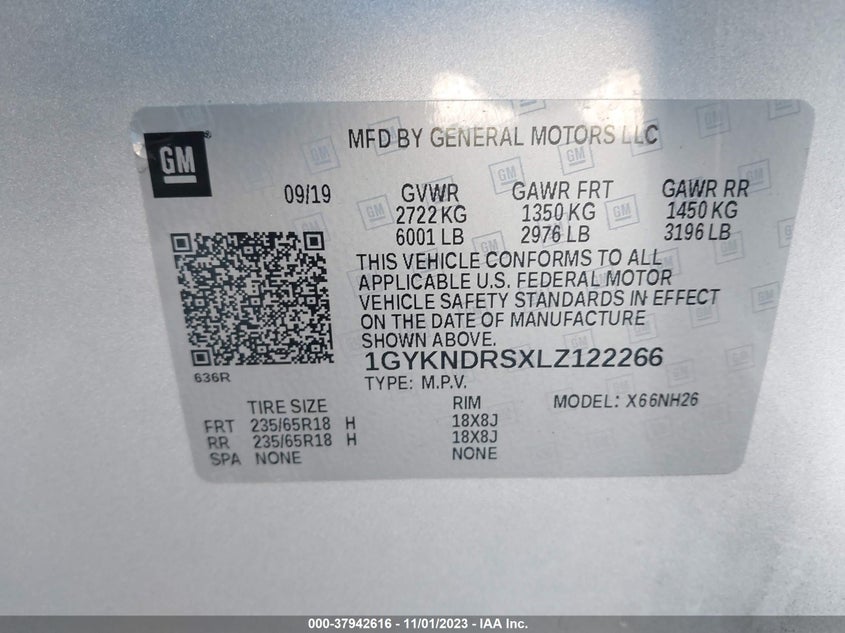 GM
MFD BY GENERAL MOTORS LLC
09/19 GVWR GAWR FRT GAWR RR
2722 KG 1350 KG 1450 KG
6001 LB 2976 LB 3196 LB
THIS VEHICLE CONFORMS TO ALL
APPLICABLE U.S. FEDERAL MOTOR
VEHICLE SAFETY STANDARDS IN EFFECT
ON THE DATE OF MANUFACTURE
SHOWN ABOVE.
1GYKNDRSXLZ122266
636R
TYPE: M.P.V.
TIRE SIZE RIM MODEL: X66NH26
FRT 235/65R18 H 18X8J
RR 235/65R18 H 18X8J
SPA NONE NONE
000-37942616 - 11/01/2023 - IAA Inc.